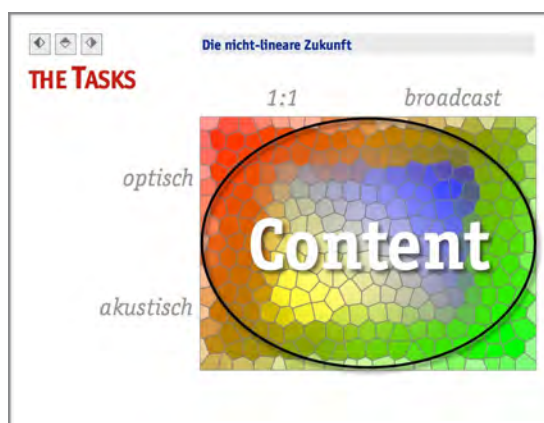 Die nicht-lineare Zukunft
THE TASKS
1:1 broadcast
optisch
Content
akustisch